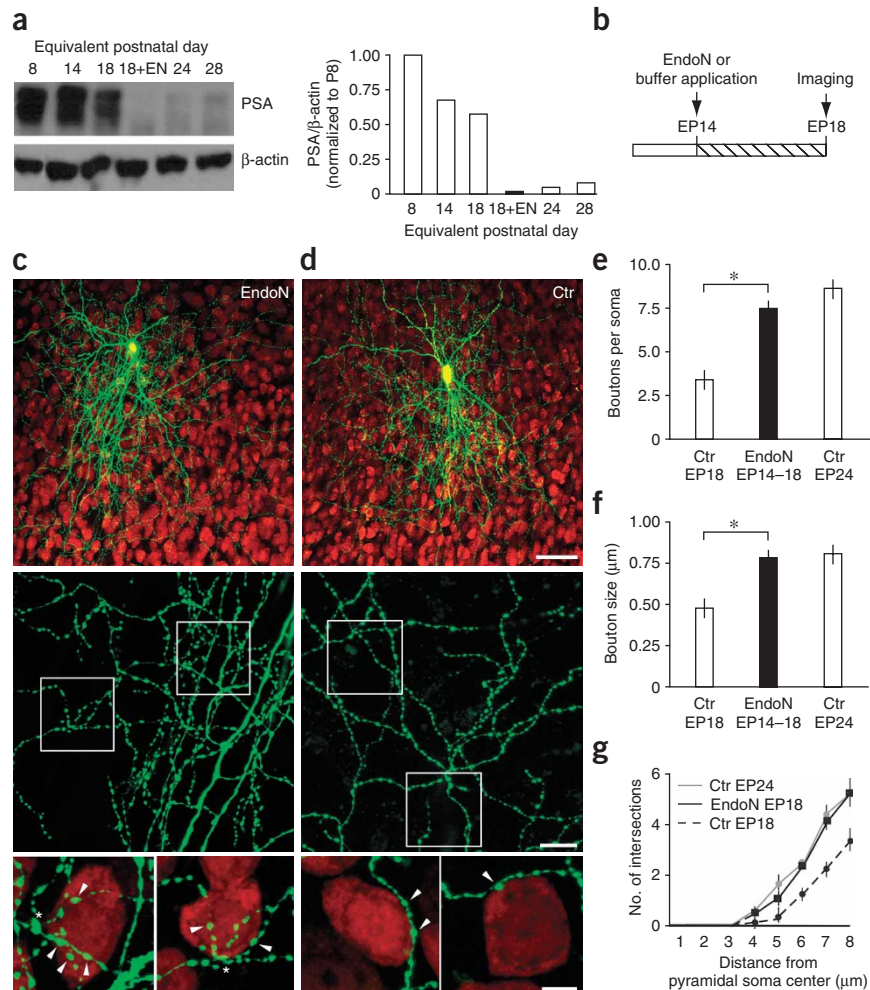 a
Equivalent postnatal day
8 14 18 18+EN 24 28
PSA
β-actin
PSA/β-actin
(normalized to P8)
1.00
0.75
0.50
0.25
0
8 14 18 18+EN 24 28
Equivalent postnatal day
b
EndoN or
buffer application
Imaging
EP14
EP18
c
EndoN
*
*
d
Ctr
e
Boutons per soma
10.0
7.5
5.0
2.5
0
*
Ctr
EP18
EndoN
EP14–18
Ctr
EP24
f
Bouton size (μm)
1.00
0.75
0.50
0.25
0
*
Ctr
EP18
EndoN
EP14–18
Ctr
EP24
g
No. of intersections
6
4
2
0
Ctr EP24
EndoN EP18
Ctr EP18
1 2 3 4 5 6 7 8
Distance from
pyramidal soma center (μm)